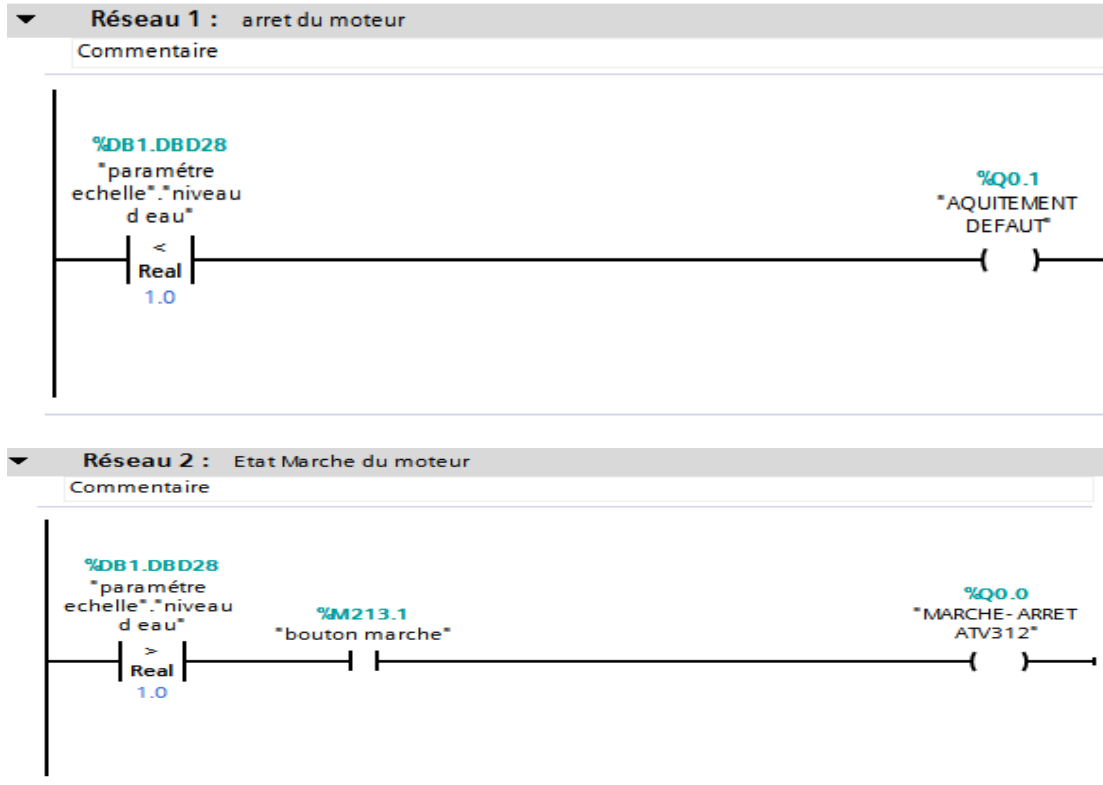 Réseau 1 : arret du moteur
Commentaire
%DB1.DBD28
"paramétre
echelle"."niveau
d eau"
<
Real
1.0
%Q0.1
"AQUITEMENT
DEFAUT"
Réseau 2 : Etat Marche du moteur
Commentaire
%DB1.DBD28
"paramétre
echelle"."niveau
d eau"
>
Real
1.0
%M213.1
"bouton marche"
%Q0.0
"MARCHE-ARRET
ATV312"